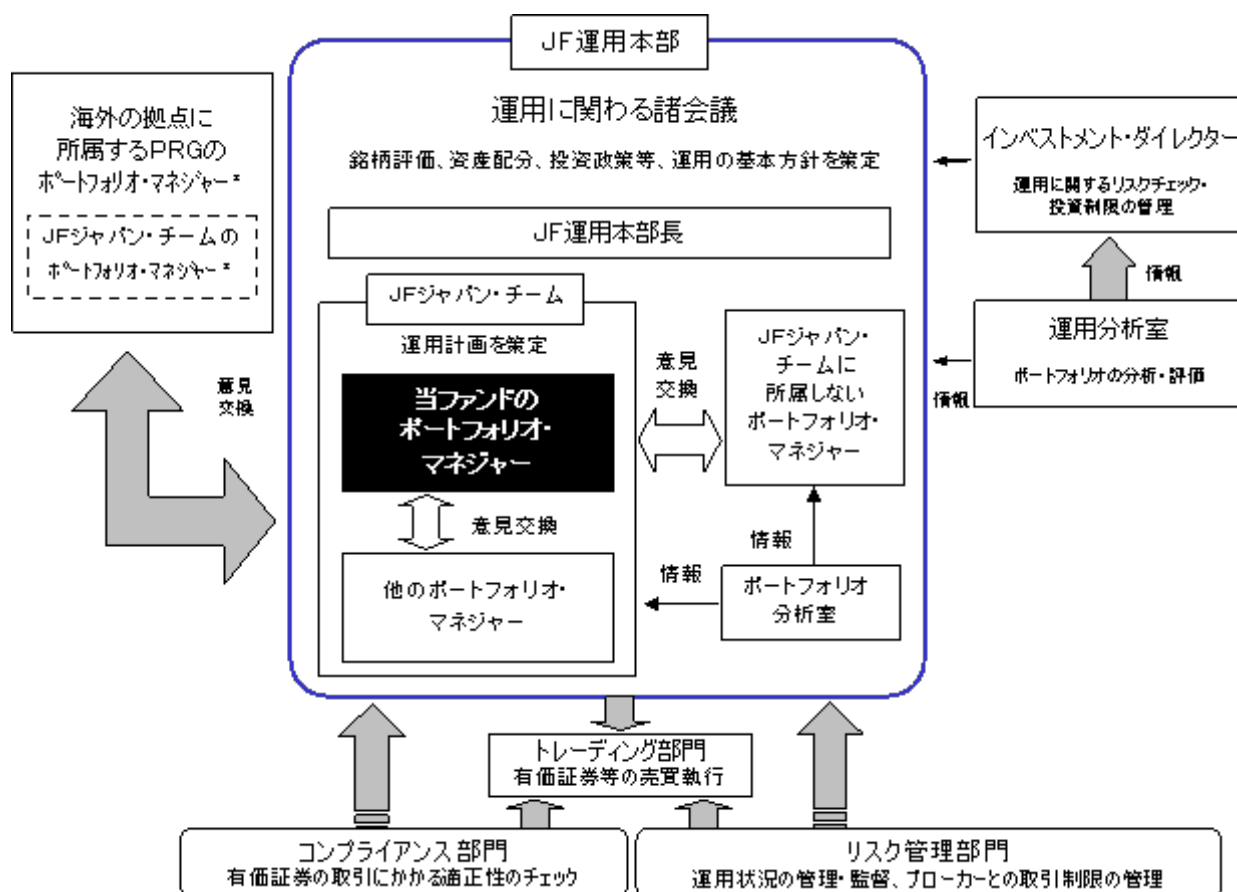 JF運用本部
海外の拠点に
所属するPRGの
ポートフォリオ・マネジャー*
JFジャパン・チームの
ポートフォリオ・マネジャー*
意見
交換
運用に関わる諸会議
銘柄評価、資産配分、投資政策等、運用の基本方針を策定
JF運用本部長
JFジャパン・チーム
運用計画を策定
当ファンドの
ポートフォリオ・
マネジャー
意見交換
他のポートフォリオ・
マネジャー
意見
交換
JFジャパン・
チームに
所属しない
ポートフォリオ・
マネジャー
情報
情報
ポートフォリオ
分析室
インベストメント・ダイレクター
運用に関するリスクチェック・
投資制限の管理
情報
運用分析室
ポートフォリオの分析・評価
情報
トレーディング部門
有価証券等の売買執行
コンプライアンス部門
有価証券の取引にかかる適正性のチェック
リスク管理部門
運用状況の管理・監督、ブローカーとの取引制限の管理